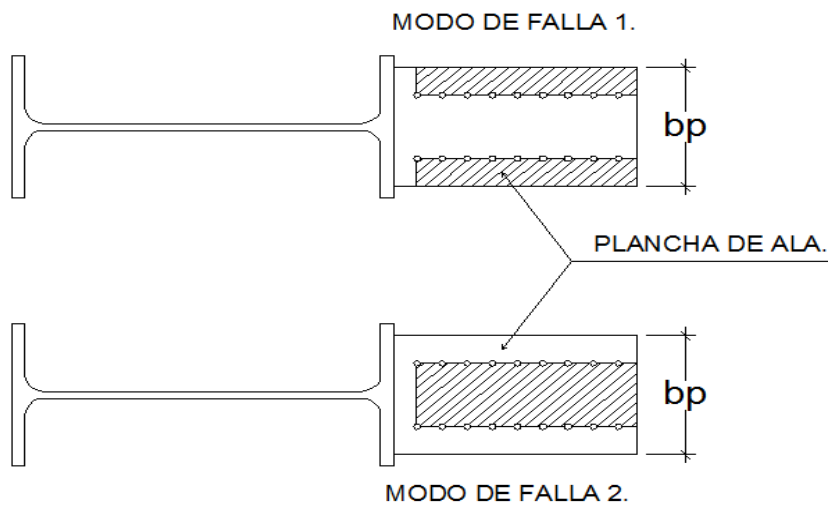 MODO DE FALLA 1.
bp
PLANCHA DE ALA.
bp
MODO DE FALLA 2.